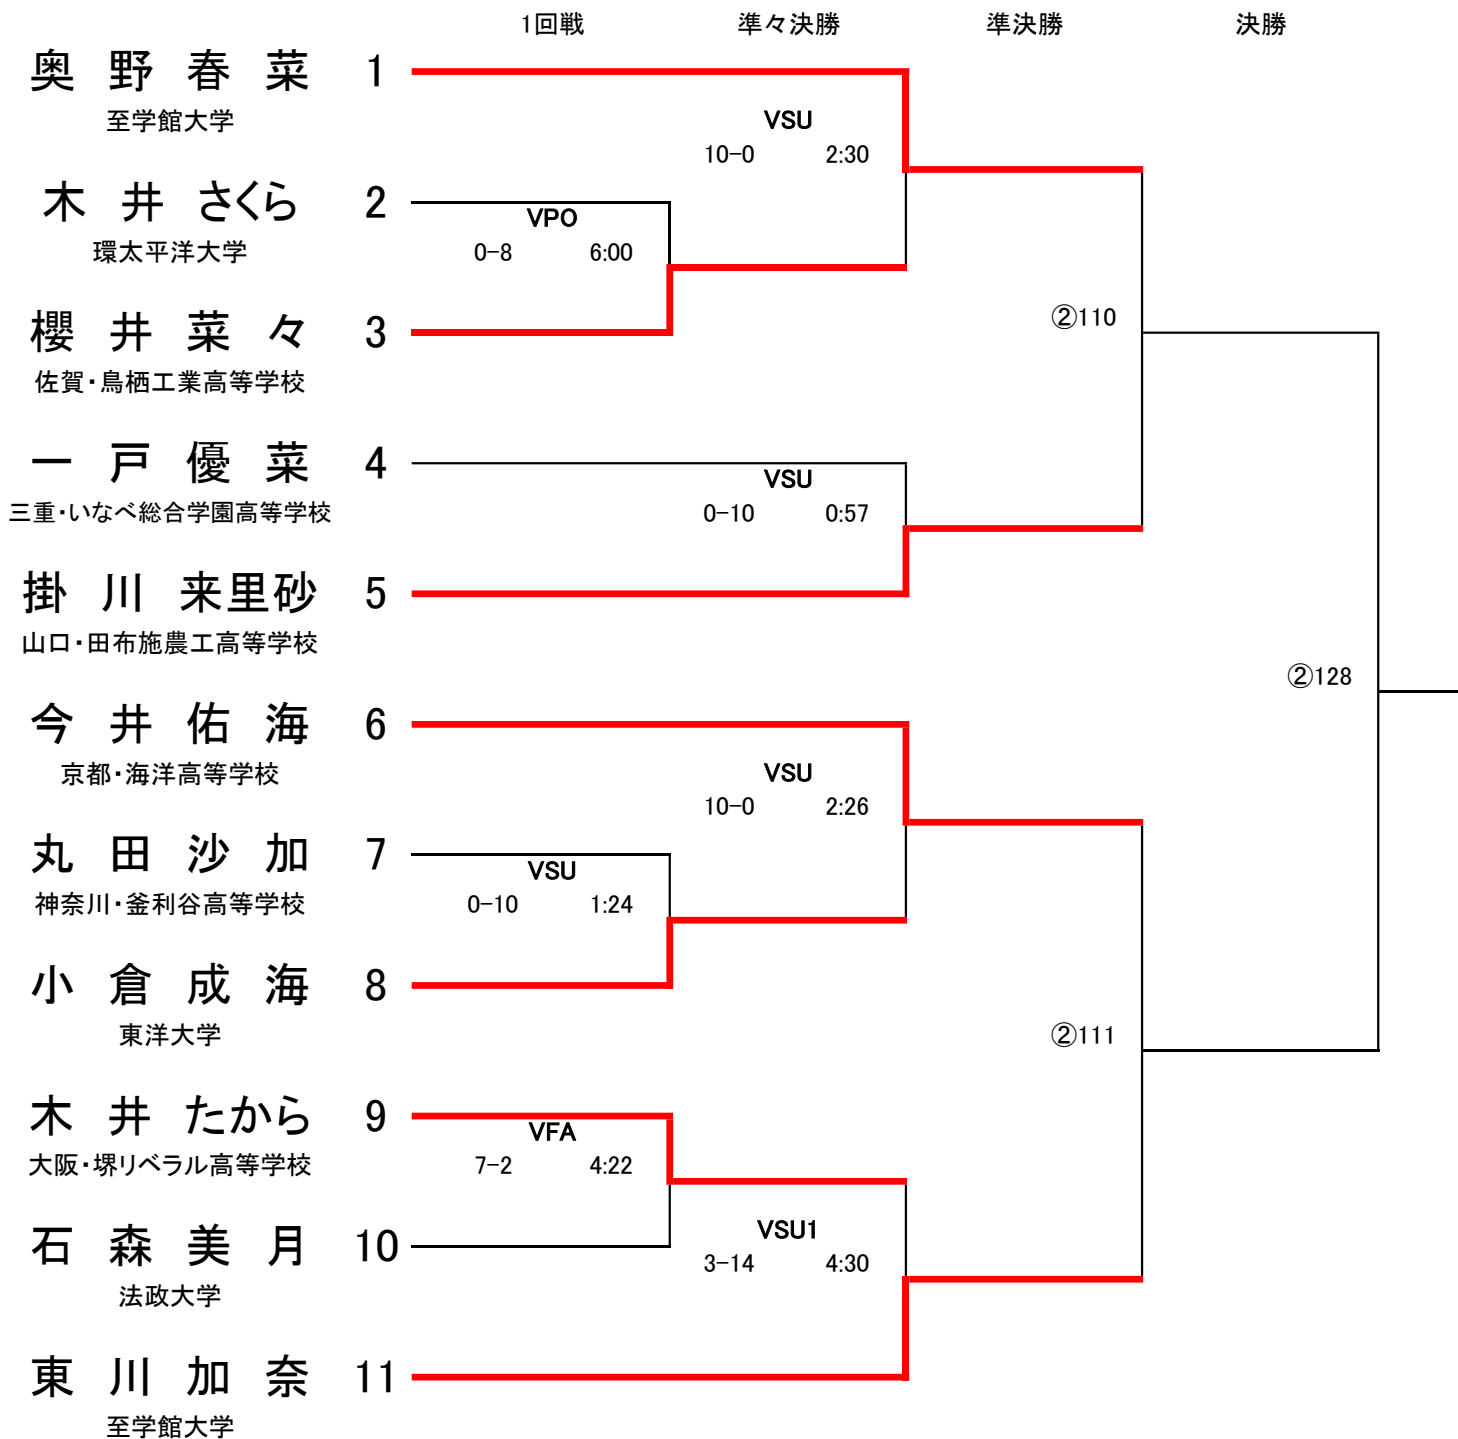 1回戦 準々決勝 準決勝 決勝
奥野春菜 1
至学館大学
VSU
10-0 2:30
木井さくら 2
環太平洋大学
VPO
0-8 6:00
櫻井菜々 3
佐賀・鳥栖工業高等学校
②110
一戸優菜 4
三重・いなべ総合学園高等学校
VSU
0-10 0:57
掛川来里砂 5
山口・田布施農工高等学校
②128
今井佑海 6
京都・海洋高等学校
VSU
10-0 2:26
丸田沙加 7
神奈川・釜利谷高等学校
VSU
0-10 1:24
小倉成海 8
東洋大学
②111
木井たから 9
大阪・堺リベラル高等学校
VFA
7-2 4:22
石森美月 10
法政大学
VSU1
3-14 4:30
東川加奈 11
至学館大学